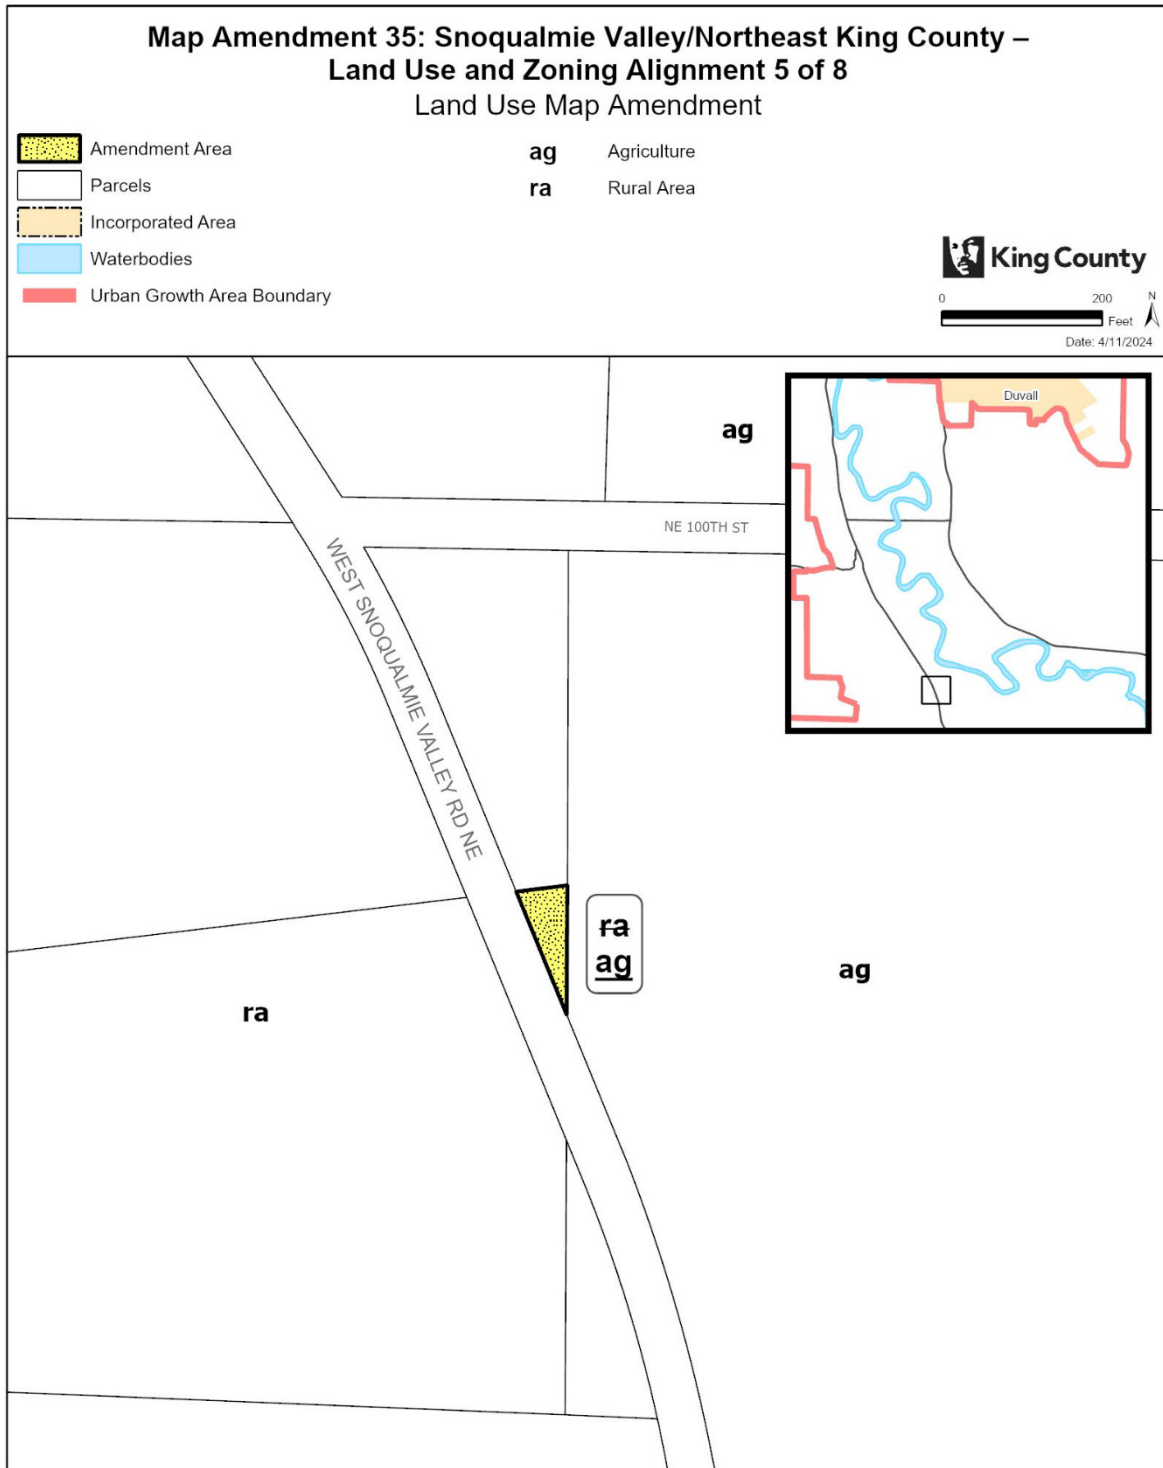 Map Amendment 35: Snoqualmie Valley/Northeast King County –
Land Use and Zoning Alignment 5 of 8
Land Use Map Amendment
Amendment Area
Parcels
Incorporated Area
Waterbodies
Urban Growth Area Boundary
ag Agriculture
ra Rural Area
King County
0 200
Feet
N
Date: 4/11/2024
Duvall
ag
NE 100TH ST
WEST SNOQUALMIE VALLEY RD NE
ra
ag
ag
ra